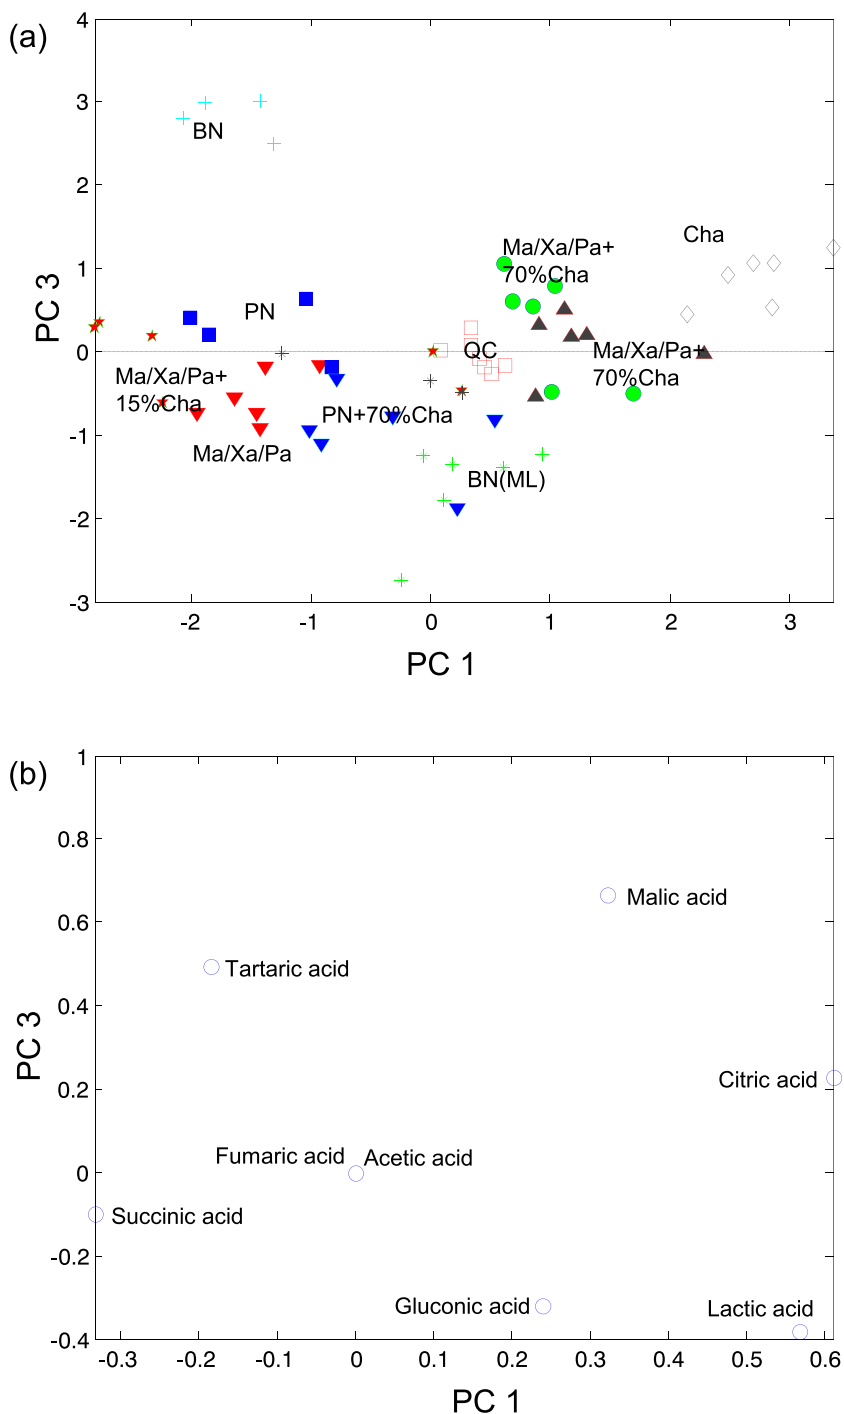 (a)
4
3
2
1
0
-1
-2
-3
PC 3
BN
Ma/Xa/Pa+
70%Cha
Cha
PN
QC
Ma/Xa/Pa+
70%Cha
Ma/Xa/Pa+
15%Cha
PN+70%Cha
Ma/Xa/Pa
BN(ML)
-2 -1 0 1 2 3
PC 1
(b)
1
0.8
0.6
0.4
0.2
0
-0.2
-0.4
PC 3
Malic acid
Tartaric acid
Citric acid
Fumaric acid Acetic acid
Succinic acid
Gluconic acid
Lactic acid
-0.3 -0.2 -0.1 0 0.1 0.2 0.3 0.4 0.5 0.6
PC 1